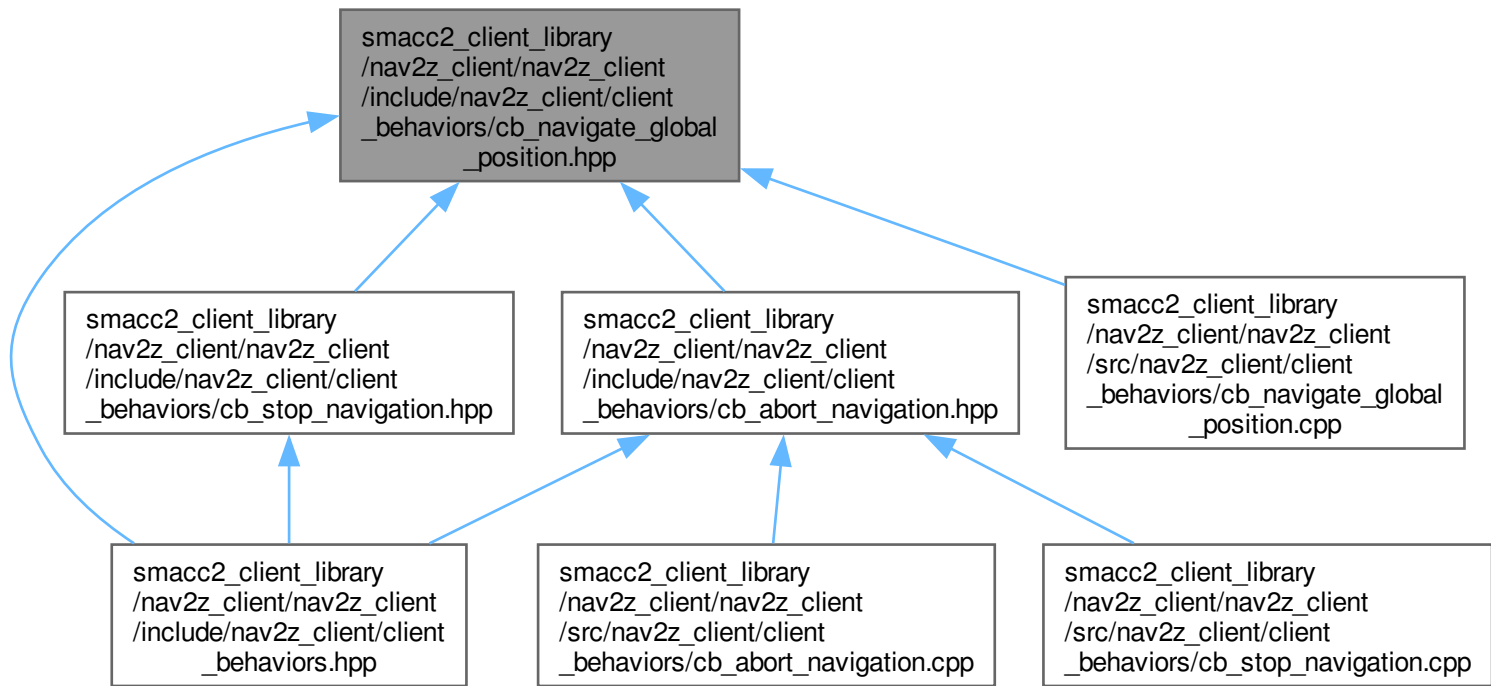 smacc2_client_library
/nav2z_client/nav2z_client
/include/nav2z_client/client
_behaviors/cb_navigate_global
_position.hpp
smacc2_client_library
/nav2z_client/nav2z_client
/include/nav2z_client/client
_behaviors/cb_stop_navigation.hpp
smacc2_client_library
/nav2z_client/nav2z_client
/include/nav2z_client/client
_behaviors/cb_abort_navigation.hpp
smacc2_client_library
/nav2z_client/nav2z_client
/src/nav2z_client/client
_behaviors/cb_navigate_global
_position.cpp
smacc2_client_library
/nav2z_client/nav2z_client
/include/nav2z_client/client
_behaviors.hpp
smacc2_client_library
/nav2z_client/nav2z_client
/src/nav2z_client/client
_behaviors/cb_abort_navigation.cpp
smacc2_client_library
/nav2z_client/nav2z_client
/src/nav2z_client/client
_behaviors/cb_stop_navigation.cpp